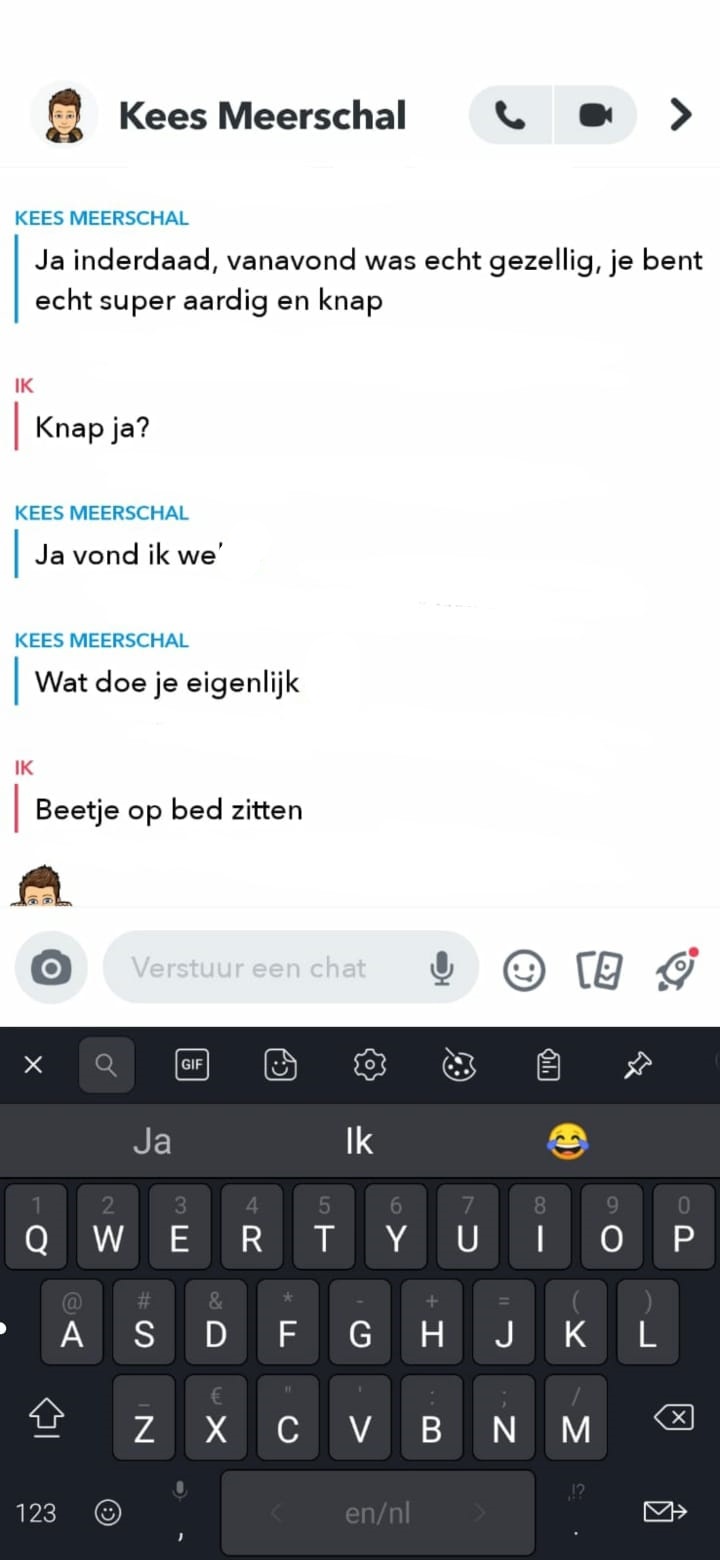 Kees Meerschal
KEES MEERSCHAL
Ja inderdaad, vanavond was echt gezellig, je bent
echt super aardig en knap
IK
Knap ja?
KEES MEERSCHAL
Ja vond ik we'
KEES MEERSCHAL
Wat doe je eigenlijk
IK
Beetje op bed zitten
Verstuur een chat
GIF
Ja Ik 😂
1 2 3 4 5 6 7 8 9 0
Q W E R T Y U I O P
@ # & * - + = ( )
A S D F G H J K L
_ € " ' : ; /
Z X C V B N M
123 , < en/nl > ,!? .